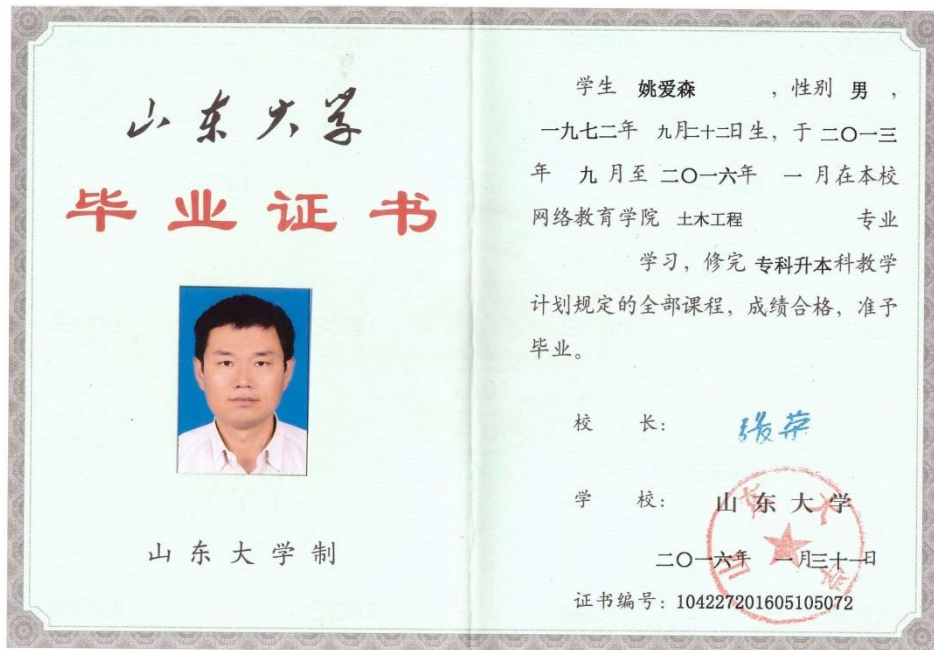 山东大学
毕业证书
山东大学制
学生 姚爱森 ，性别 男 ，
一九七二年 九月二十二日生，于 二〇一三
年 九 月至 二〇一六年 一 月在本校
网络教育学院 土木工程 专业
学习，修完 专科升本科教学
计划规定的全部课程，成绩合格，准予
毕业。
校 长： 张荣
学 校： 山东大学
山东大学
二〇一六年 一月三十一日
证书编号：104227201605105072